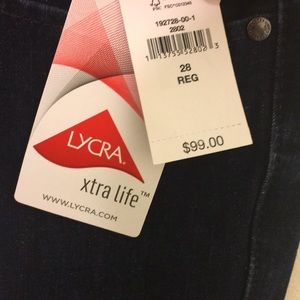 192728-00-1
2802
28
REG
$99.00
LYCRA®
xtra life™
WWW.LYCRA.COM